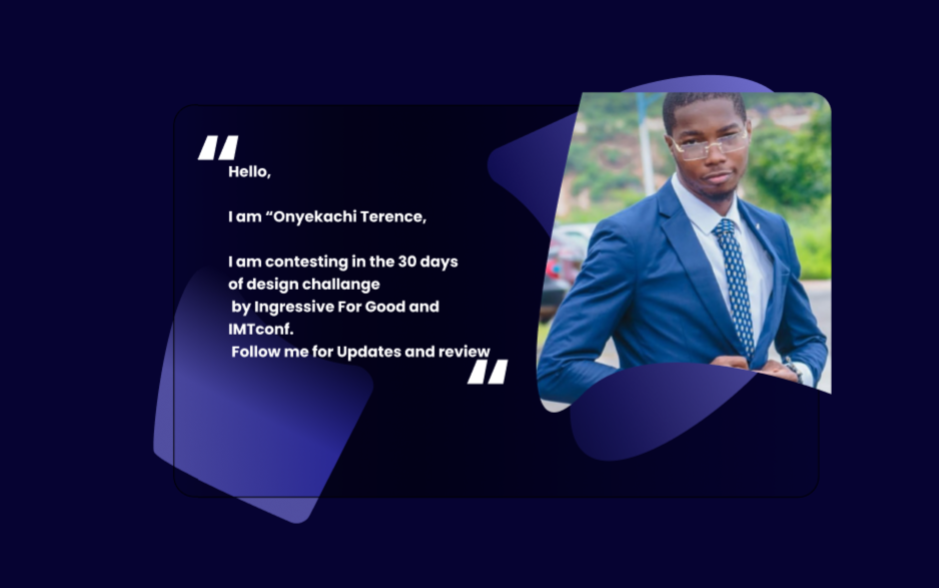 Hello,
I am “Onyekachi Terence,
I am contesting in the 30 days
of design challange
by Ingressive For Good and
IMTconf.
Follow me for Updates and review